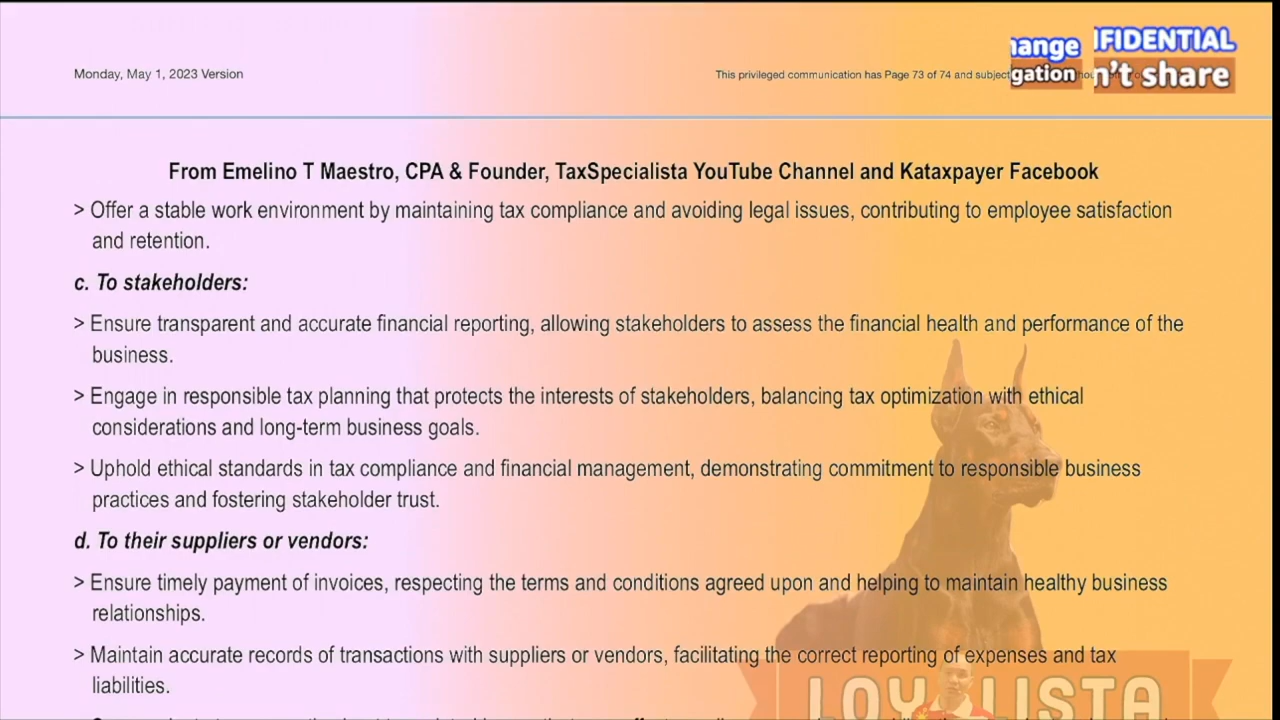 Monday, May 1, 2023 Version
This privileged communication has Page 73 of 74 and subject
FIDENTIAL
gation
n't share
From Emelino T Maestro, CPA & Founder, TaxSpecialista YouTube Channel and Kataxpayer Facebook
> Offer a stable work environment by maintaining tax compliance and avoiding legal issues, contributing to employee satisfaction
and retention.
c. To stakeholders:
> Ensure transparent and accurate financial reporting, allowing stakeholders to assess the financial health and performance of the
business.
> Engage in responsible tax planning that protects the interests of stakeholders, balancing tax optimization with ethical
considerations and long-term business goals.
> Uphold ethical standards in tax compliance and financial management, demonstrating commitment to responsible business
practices and fostering stakeholder trust.
d. To their suppliers or vendors:
> Ensure timely payment of invoices, respecting the terms and conditions agreed upon and helping to maintain healthy business
relationships.
> Maintain accurate records of transactions with suppliers or vendors, facilitating the correct reporting of expenses and tax
liabilities.
LOY LISTA